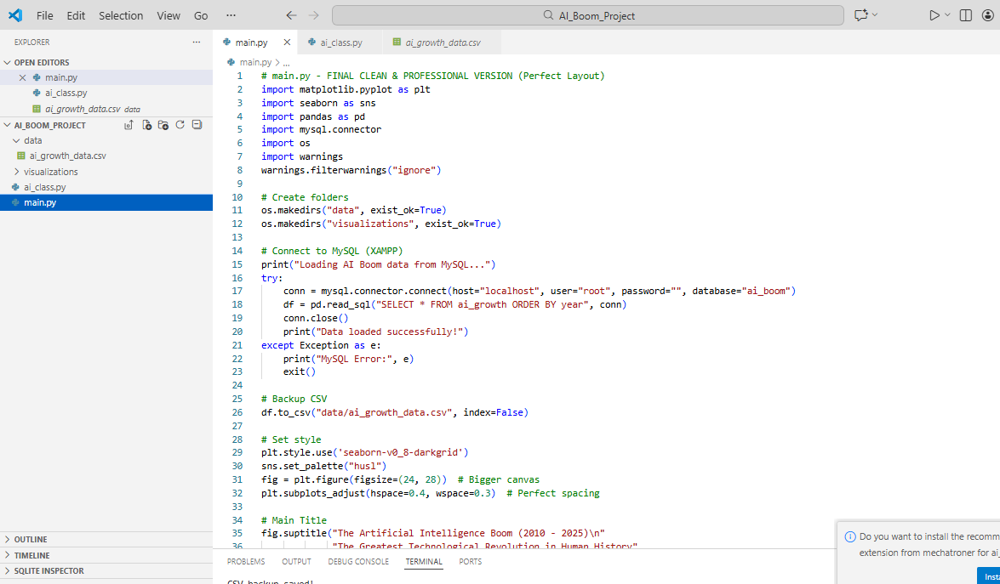 File Edit Selection View Go ··· AI_Boom_Project
EXPLORER ···
OPEN EDITORS
main.py
ai_class.py
ai_growth_data.csv data
AI_BOOM_PROJECT
data
ai_growth_data.csv
visualizations
ai_class.py
main.py
OUTLINE
TIMELINE
SQLITE INSPECTOR
main.py ai_class.py ai_growth_data.csv
main.py > ...
1 # main.py - FINAL CLEAN & PROFESSIONAL VERSION (Perfect Layout)
2 import matplotlib.pyplot as plt
3 import seaborn as sns
4 import pandas as pd
5 import mysql.connector
6 import os
7 import warnings
8 warnings.filterwarnings("ignore")
9
10 # Create folders
11 os.makedirs("data", exist_ok=True)
12 os.makedirs("visualizations", exist_ok=True)
13
14 # Connect to MySQL (XAMPP)
15 print("Loading AI Boom data from MySQL...")
16 try:
17     conn = mysql.connector.connect(host="localhost", user="root", password="", database="ai_boom")
18     df = pd.read_sql("SELECT * FROM ai_growth ORDER BY year", conn)
19     conn.close()
20     print("Data loaded successfully!")
21 except Exception as e:
22     print("MySQL Error:", e)
23     exit()
24
25 # Backup CSV
26 df.to_csv("data/ai_growth_data.csv", index=False)
27
28 # Set style
29 plt.style.use('seaborn-v0_8-darkgrid')
30 sns.set_palette("husl")
31 fig = plt.figure(figsize=(24, 28))  # Bigger canvas
32 plt.subplots_adjust(hspace=0.4, wspace=0.3)  # Perfect spacing
33
34 # Main Title
35 fig.suptitle("The Artificial Intelligence Boom (2010 - 2025)\n"
36              "The Greatest Technological Revolution in Human History"
PROBLEMS OUTPUT DEBUG CONSOLE TERMINAL PORTS
CSV backup saved!
Do you want to install the recomm
extension from mechatroner for ai_
Insta